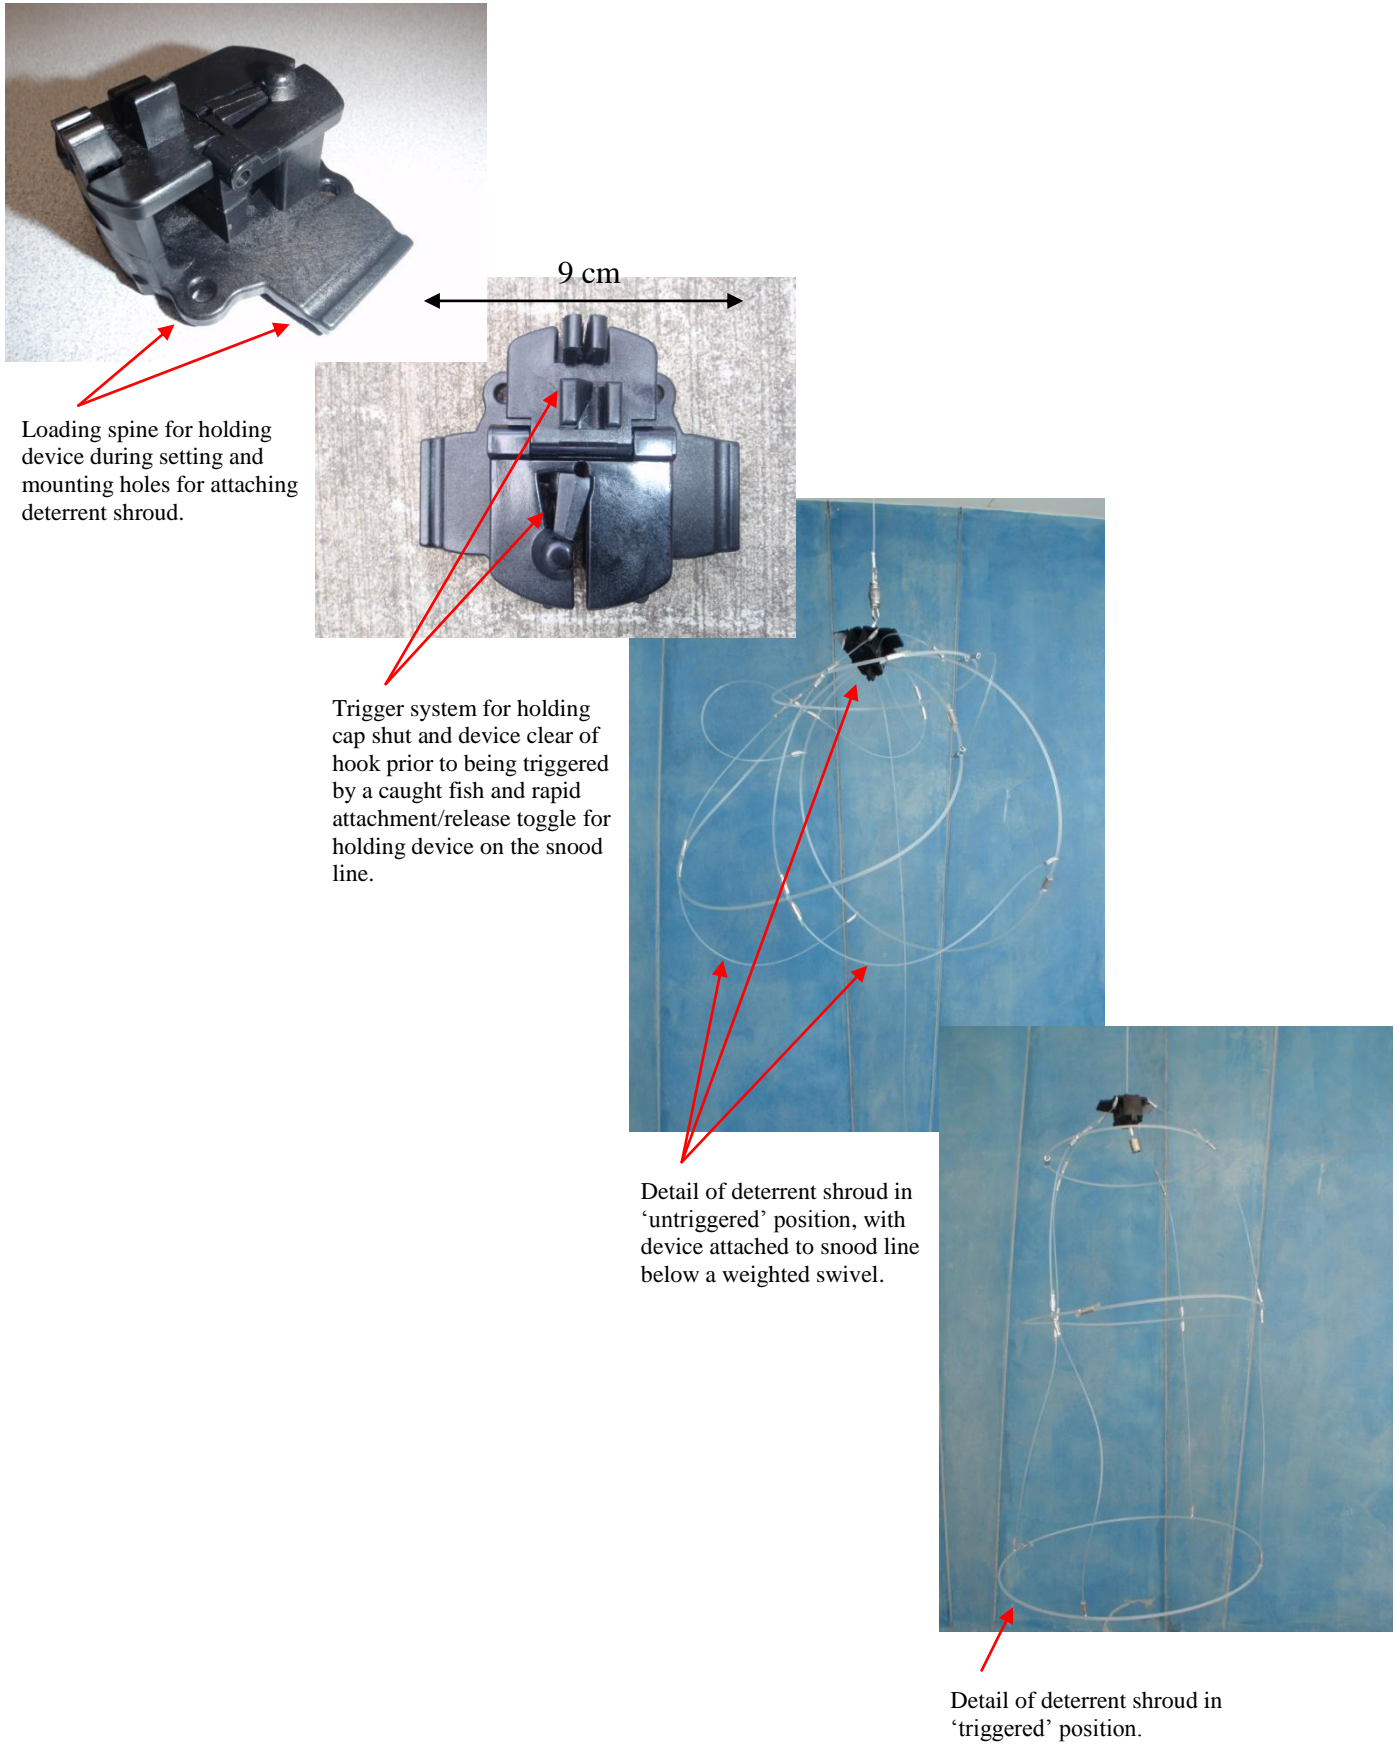 9 cm
Loading spine for holding
device during setting and
mounting holes for attaching
deterrent shroud.
Trigger system for holding
cap shut and device clear of
hook prior to being triggered
by a caught fish and rapid
attachment/release toggle for
holding device on the snood
line.
Detail of deterrent shroud in
‘untriggered’ position, with
device attached to snood line
below a weighted swivel.
Detail of deterrent shroud in
‘triggered’ position.